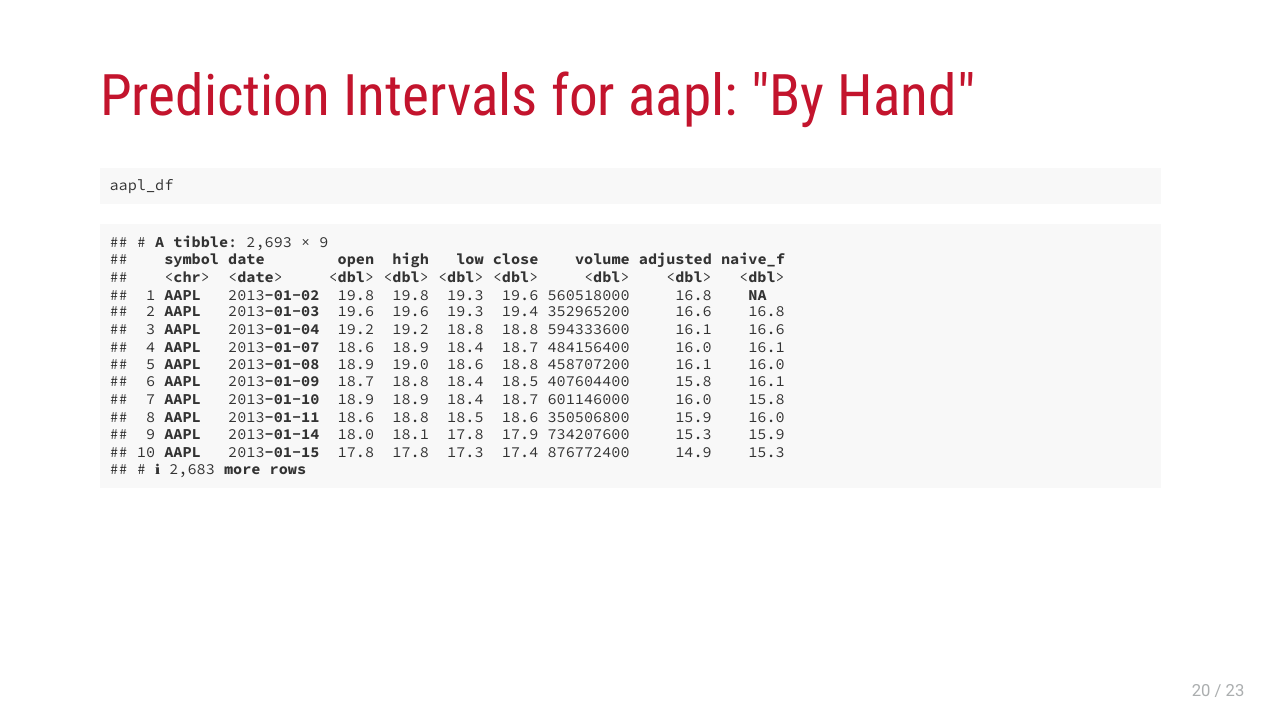 Prediction Intervals for aapl: "By Hand"
aapl_df
## # A tibble: 2,693 × 9
##    symbol date        open  high   low close    volume adjusted naive_f
##    <chr>  <date>     <dbl> <dbl> <dbl> <dbl>     <dbl>    <dbl>   <dbl>
##  1 AAPL   2013-01-02  19.8  19.8  19.3  19.6 560518000     16.8    NA
##  2 AAPL   2013-01-03  19.6  19.6  19.3  19.4 352965200     16.6    16.8
##  3 AAPL   2013-01-04  19.2  19.2  18.8  18.8 594333600     16.1    16.6
##  4 AAPL   2013-01-07  18.6  18.9  18.4  18.7 484156400     16.0    16.1
##  5 AAPL   2013-01-08  18.9  19.0  18.6  18.8 458707200     16.1    16.0
##  6 AAPL   2013-01-09  18.7  18.8  18.4  18.5 407604400     15.8    16.1
##  7 AAPL   2013-01-10  18.9  18.9  18.4  18.7 601146000     16.0    15.8
##  8 AAPL   2013-01-11  18.6  18.8  18.5  18.6 350506800     15.9    16.0
##  9 AAPL   2013-01-14  18.0  18.1  17.8  17.9 734207600     15.3    15.9
## 10 AAPL   2013-01-15  17.8  17.8  17.3  17.4 876772400     14.9    15.3
## # ℹ 2,683 more rows
20 / 23